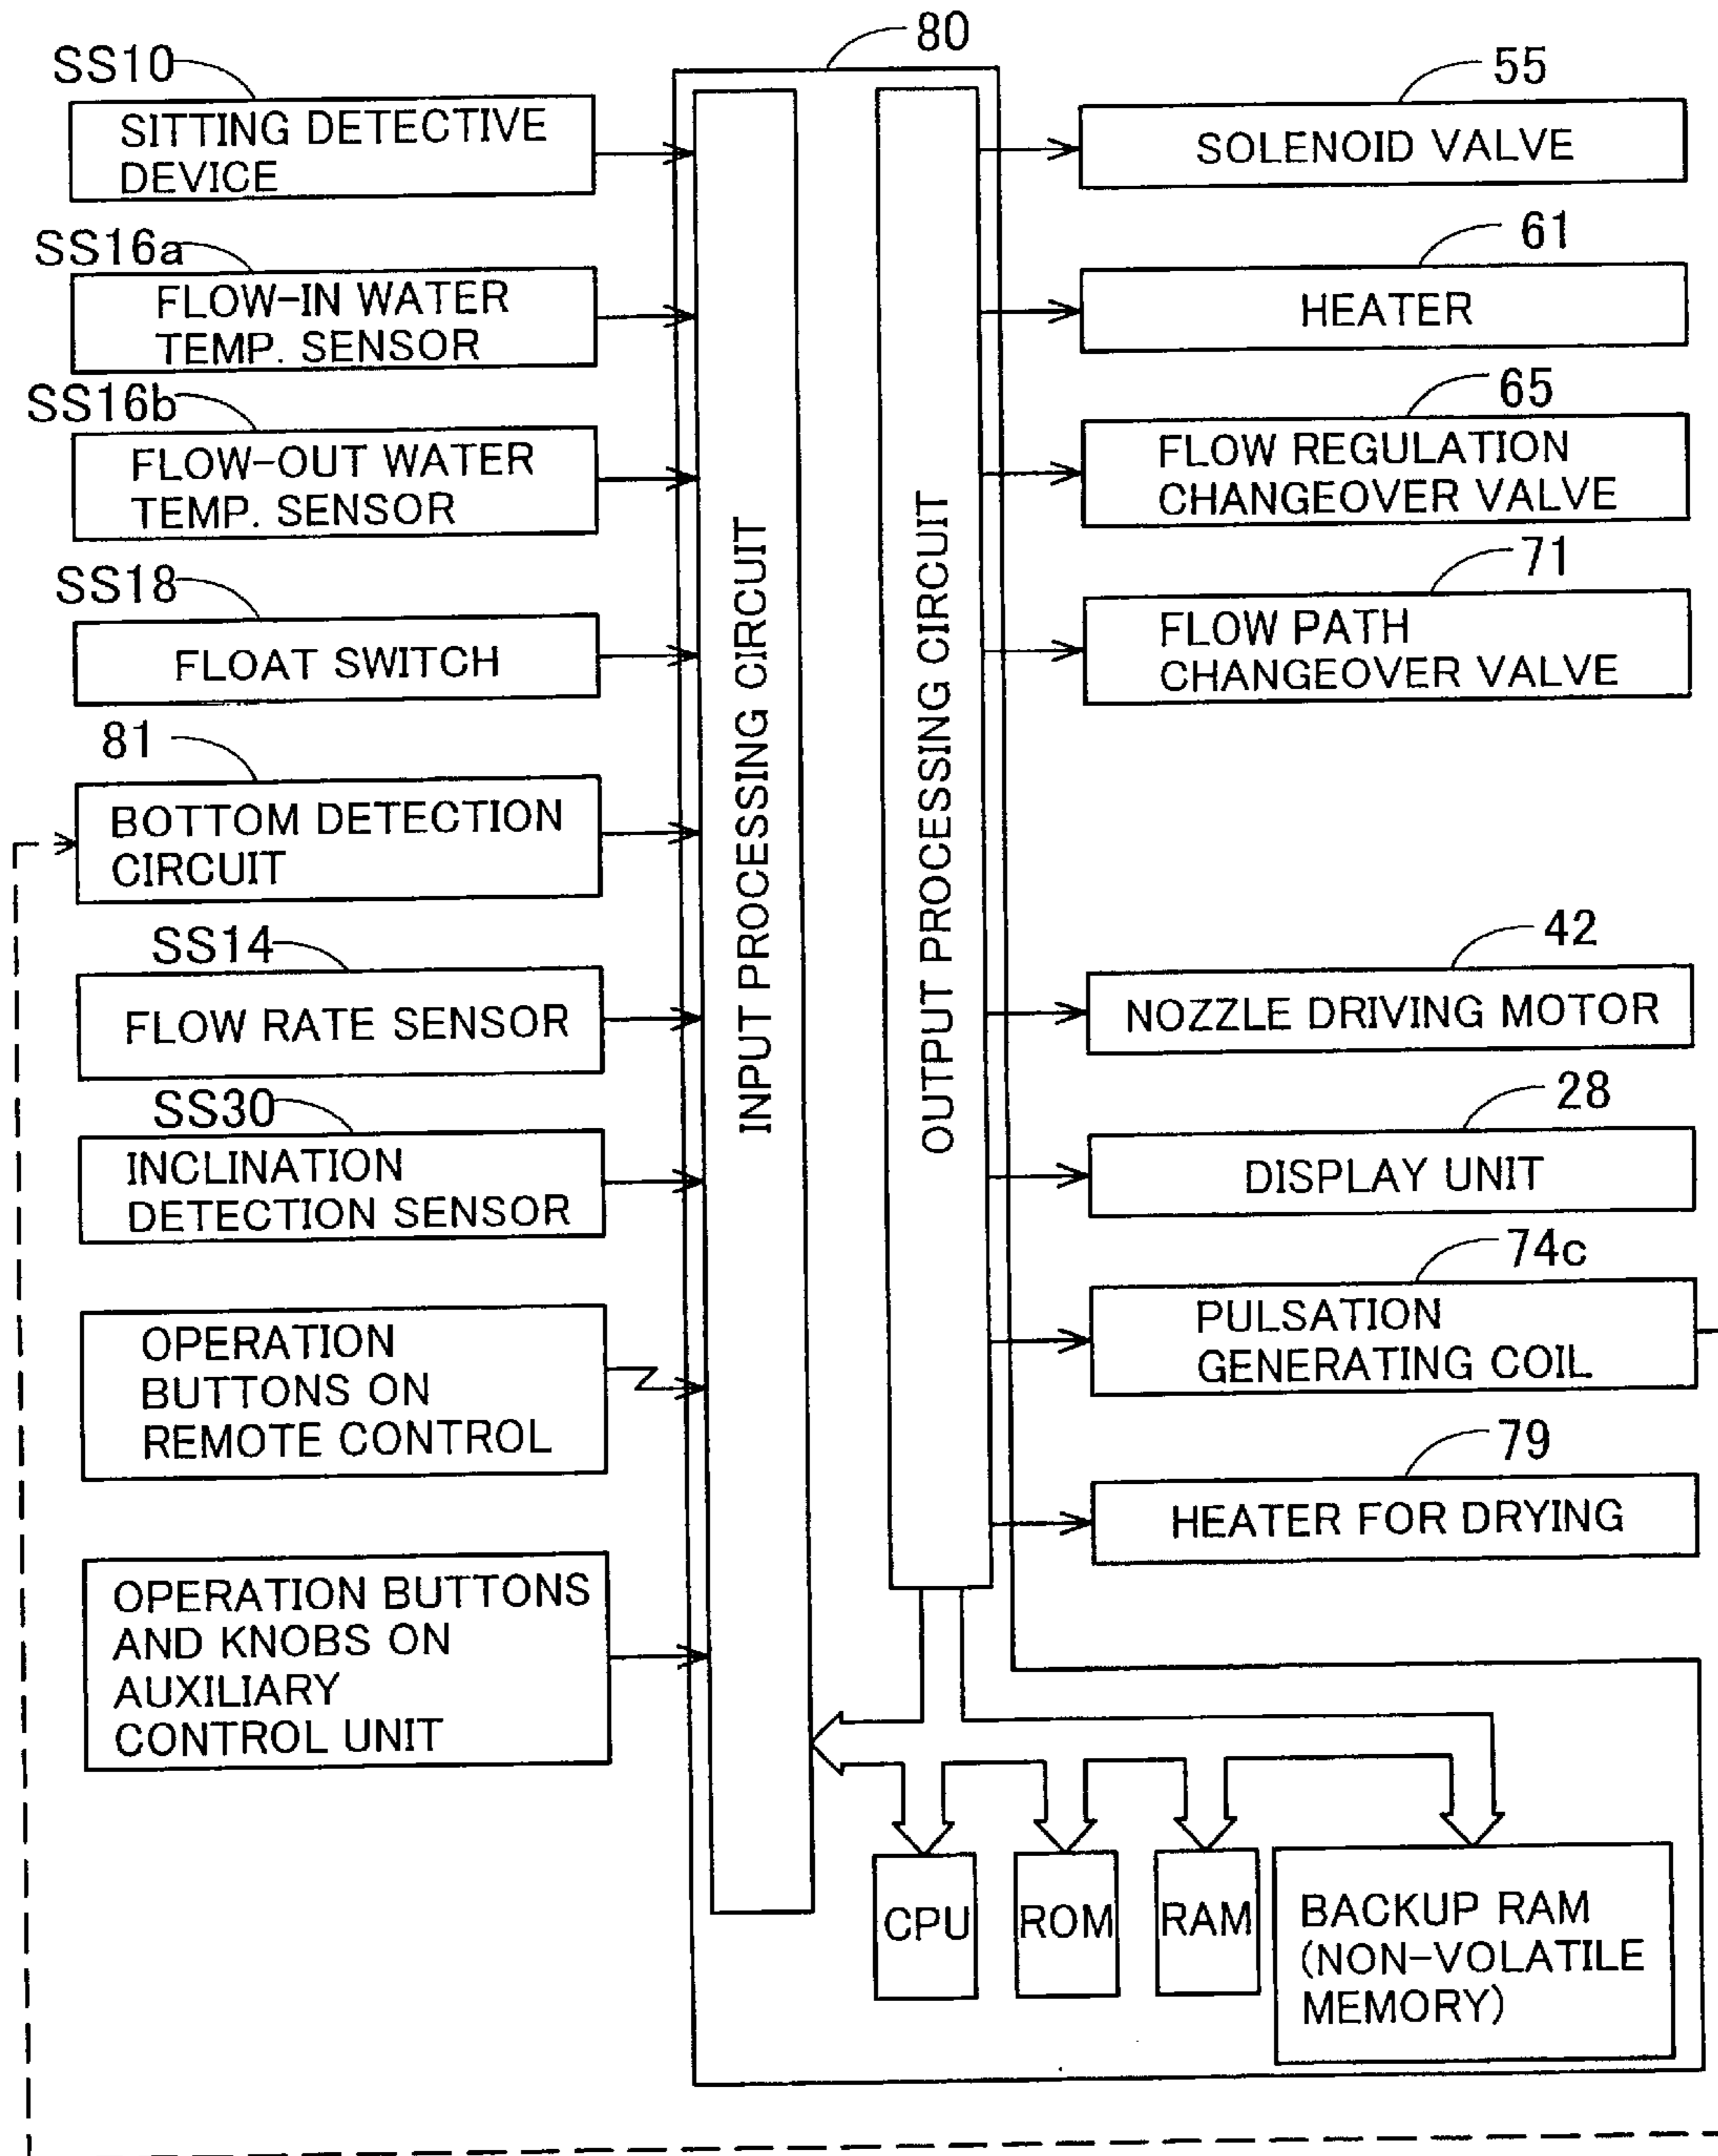 80
SS10
SITTING DETECTIVE
DEVICE
SS16a
FLOW-IN WATER
TEMP. SENSOR
SS16b
FLOW-OUT WATER
TEMP. SENSOR
SS18
FLOAT SWITCH
81
BOTTOM DETECTION
CIRCUIT
SS14
FLOW RATE SENSOR
SS30
INCLINATION
DETECTION SENSOR
OPERATION
BUTTONS ON
REMOTE CONTROL
OPERATION BUTTONS
AND KNOBS ON
AUXILIARY
CONTROL UNIT
INPUT PROCESSING CIRCUIT
OUTPUT PROCESSING CIRCUIT
55
SOLENOID VALVE
61
HEATER
65
FLOW REGULATION
CHANGEOVER VALVE
71
FLOW PATH
CHANGEOVER VALVE
42
NOZZLE DRIVING MOTOR
28
DISPLAY UNIT
74c
PULSATION
GENERATING COIL
79
HEATER FOR DRYING
CPU
ROM
RAM
BACKUP RAM
(NON-VOLATILE
MEMORY)